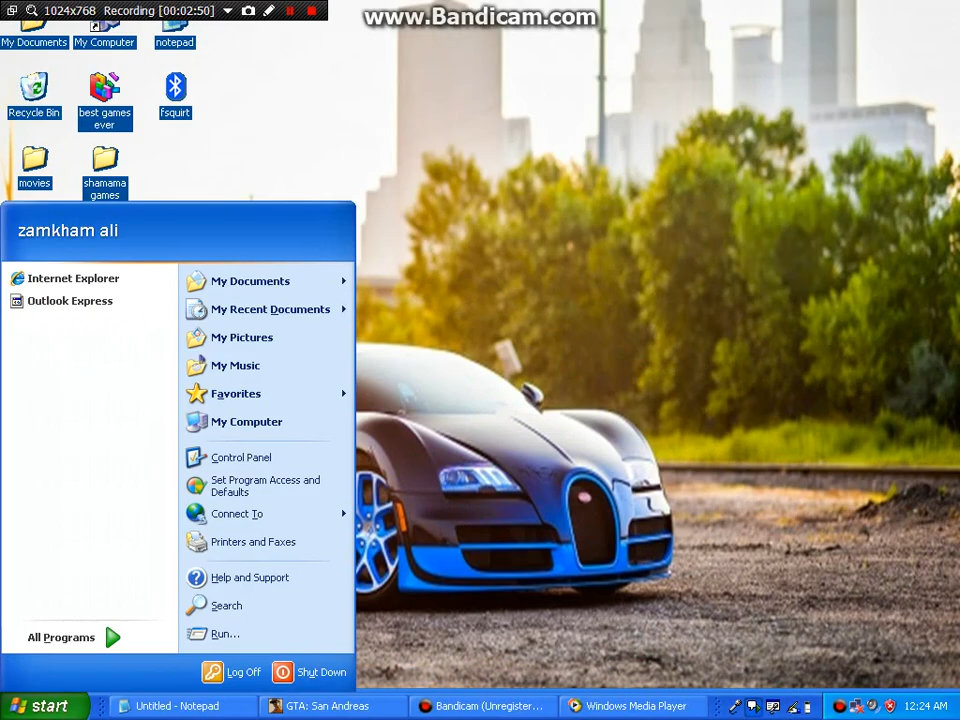 1024x768 Recording [00:02:50]
www.Bandicam.com
My Documents
My Computer
notepad
Recycle Bin
best games
ever
fsquirt
movies
shamama
games
zamkham ali
Internet Explorer
Outlook Express
All Programs
My Documents
My Recent Documents
My Pictures
My Music
Favorites
My Computer
Control Panel
Set Program Access and
Defaults
Connect To
Printers and Faxes
Help and Support
Search
Run...
Log Off
Shut Down
start
Untitled - Notepad
GTA: San Andreas
Bandicam (Unregister...
Windows Media Player
12:24 AM